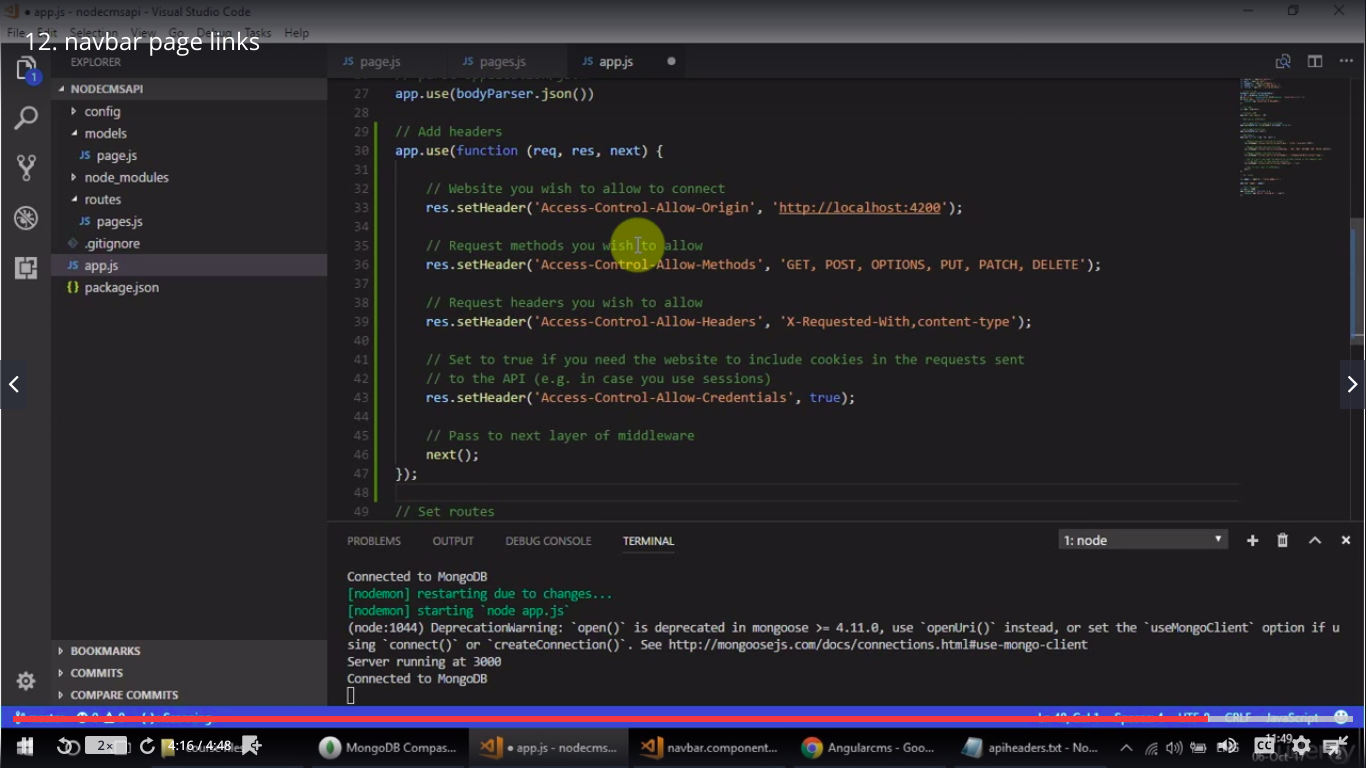 app.js - nodecmsapi - Visual Studio Code
File Edit Selection View Go Debug Tasks Help
12. navbar page links
EXPLORER
page.js
pages.js
app.js
1
NODECMSAPI
config
models
page.js
node_modules
routes
pages.js
.gitignore
app.js
package.json
BOOKMARKS
COMMITS
COMPARE COMMITS
27 app.use(bodyParser.json())
28
29 // Add headers
30 app.use(function (req, res, next) {
31
32 // Website you wish to allow to connect
33 res.setHeader('Access-Control-Allow-Origin', 'http://localhost:4200');
34
35 // Request methods you wish to allow
36 res.setHeader('Access-Control-Allow-Methods', 'GET, POST, OPTIONS, PUT, PATCH, DELETE');
37
38 // Request headers you wish to allow
39 res.setHeader('Access-Control-Allow-Headers', 'X-Requested-With,content-type');
40
41 // Set to true if you need the website to include cookies in the requests sent
42 // to the API (e.g. in case you use sessions)
43 res.setHeader('Access-Control-Allow-Credentials', true);
44
45 // Pass to next layer of middleware
46 next();
47 });
48
49 // Set routes
PROBLEMS OUTPUT DEBUG CONSOLE TERMINAL 1: node
Connected to MongoDB
[nodemon] restarting due to changes...
[nodemon] starting `node app.js`
(node:1044) DeprecationWarning: `open()` is deprecated in mongoose >= 4.11.0, use `openUri()` instead, or set the `useMongoClient` option if u
sing `connect()` or `createConnection()`. See http://mongoosejs.com/docs/connections.html#use-mongo-client
Server running at 3000
Connected to MongoDB
CRLF JavaScript
2× 4:16 / 4:48 MongoDB Compas... app.js - nodecms... navbar.component... Angularcms - Goo... apiheaders.txt - No... CC 11:49
06-Oct-17